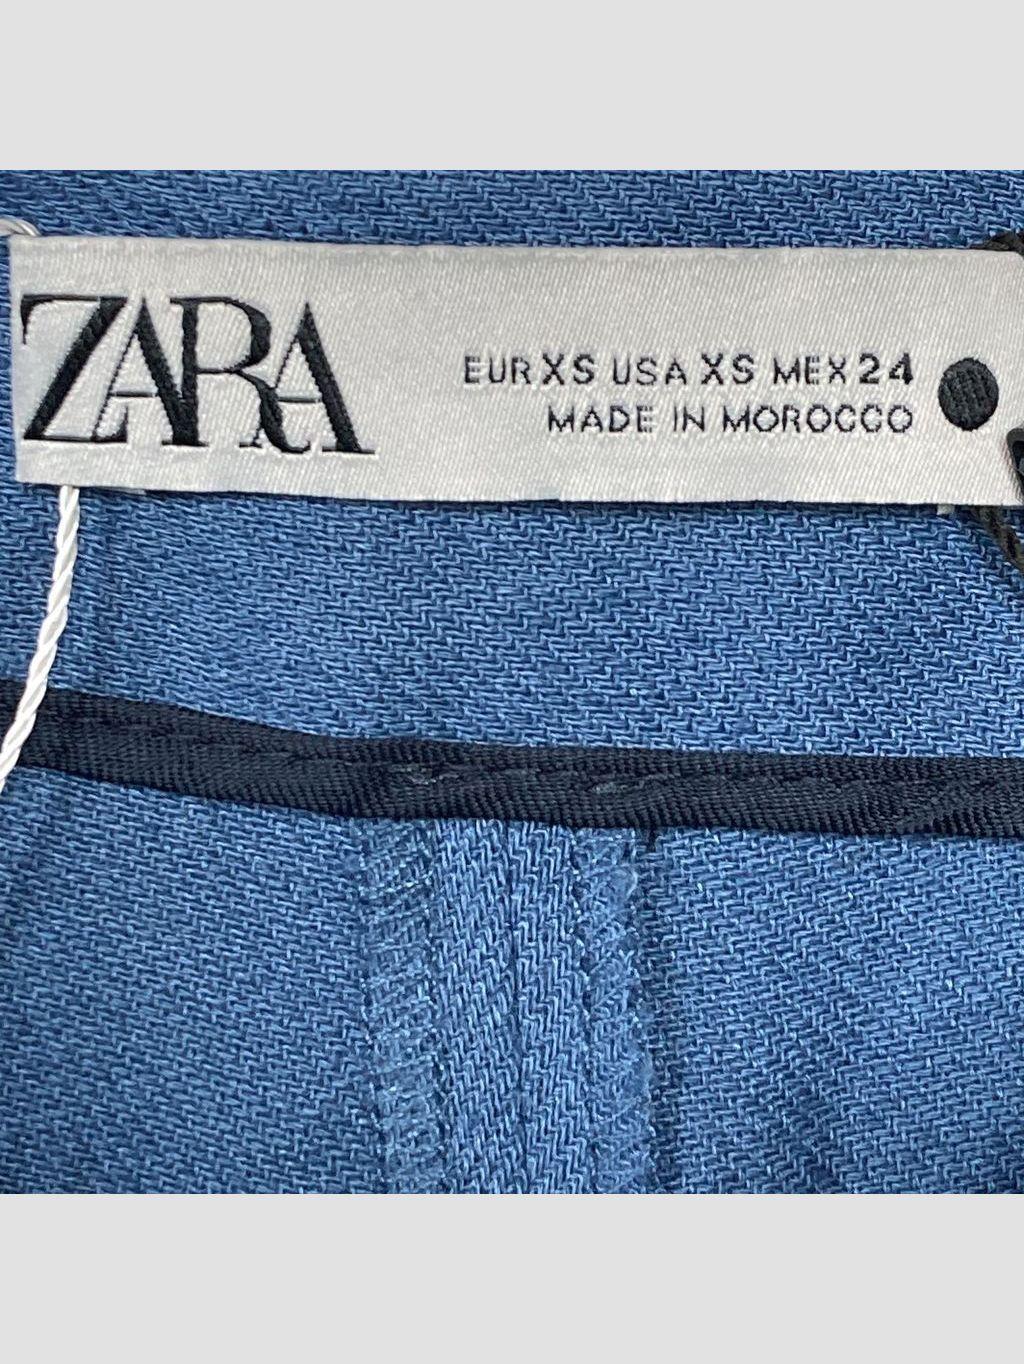 ZARA
EUR XS USA XS MEX 24
MADE IN MOROCCO